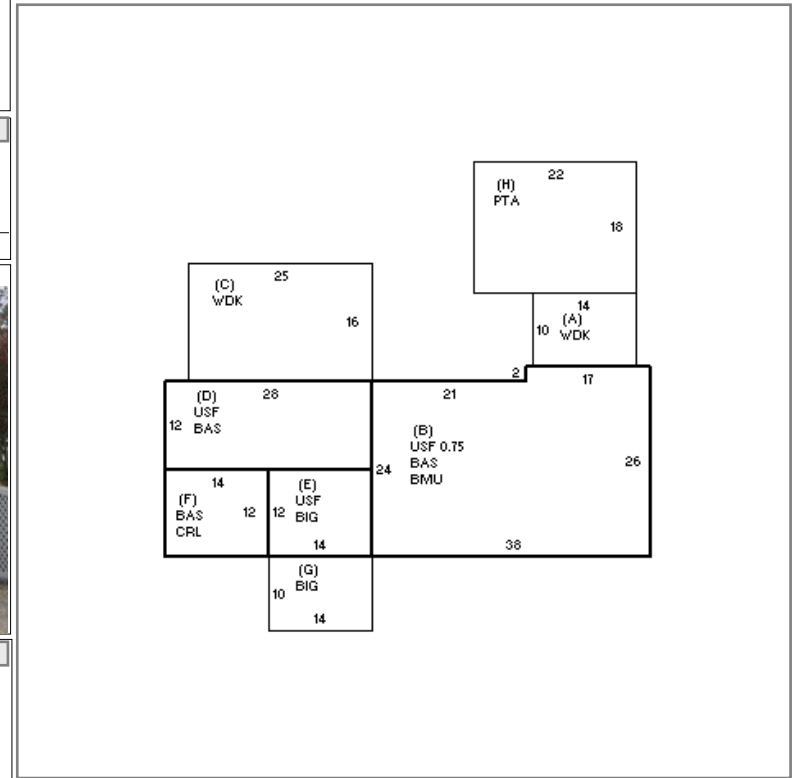 22
(H)
PTA
18
25
(C)
WDK
16
14
(A)
10
WDK
2
17
28
21
(D)
USF
12
BAS
(B)
USF 0.75
BAS
BMU
24
26
14
(F)
BAS
CRL
12
(E)
USF
12
BIG
14
38
(G)
BIG
10
14